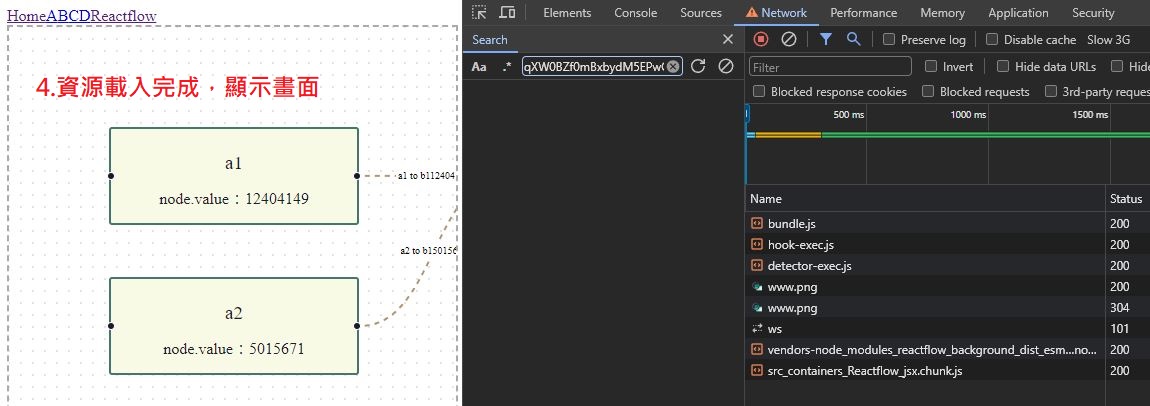 HomeABCDReactflow
4.資源載入完成，顯示畫面
a1
node.value：12404149
a1 to b112404
a2 to b150156
a2
node.value：5015671
Elements Console Sources Network Performance Memory Application Security
Search
Aa .* qXW0BZf0mBxbydM5EPw
Preserve log Disable cache Slow 3G
Filter Invert Hide data URLs Hide
Blocked response cookies Blocked requests 3rd-party reques
500 ms 1000 ms 1500 ms
Name Status
bundle.js 200
hook-exec.js 200
detector-exec.js 200
www.png 200
www.png 304
ws 101
vendors-node_modules_reactflow_background_dist_esm...no... 200
src_containers_Reactflow_jsx.chunk.js 200